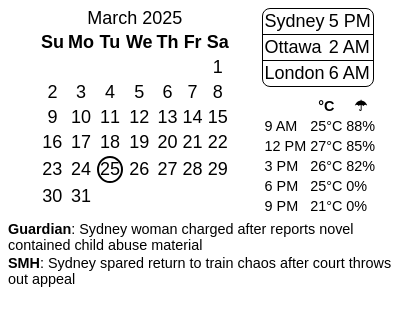 March 2025
Su Mo Tu We Th Fr Sa
1
2 3 4 5 6 7 8
9 10 11 12 13 14 15
16 17 18 19 20 21 22
23 24 25 26 27 28 29
30 31
Sydney 5 PM
Ottawa 2 AM
London 6 AM
°C ☂
9 AM 25°C 88%
12 PM 27°C 85%
3 PM 26°C 82%
6 PM 25°C 0%
9 PM 21°C 0%
Guardian: Sydney woman charged after reports novel
contained child abuse material
SMH: Sydney spared return to train chaos after court throws
out appeal